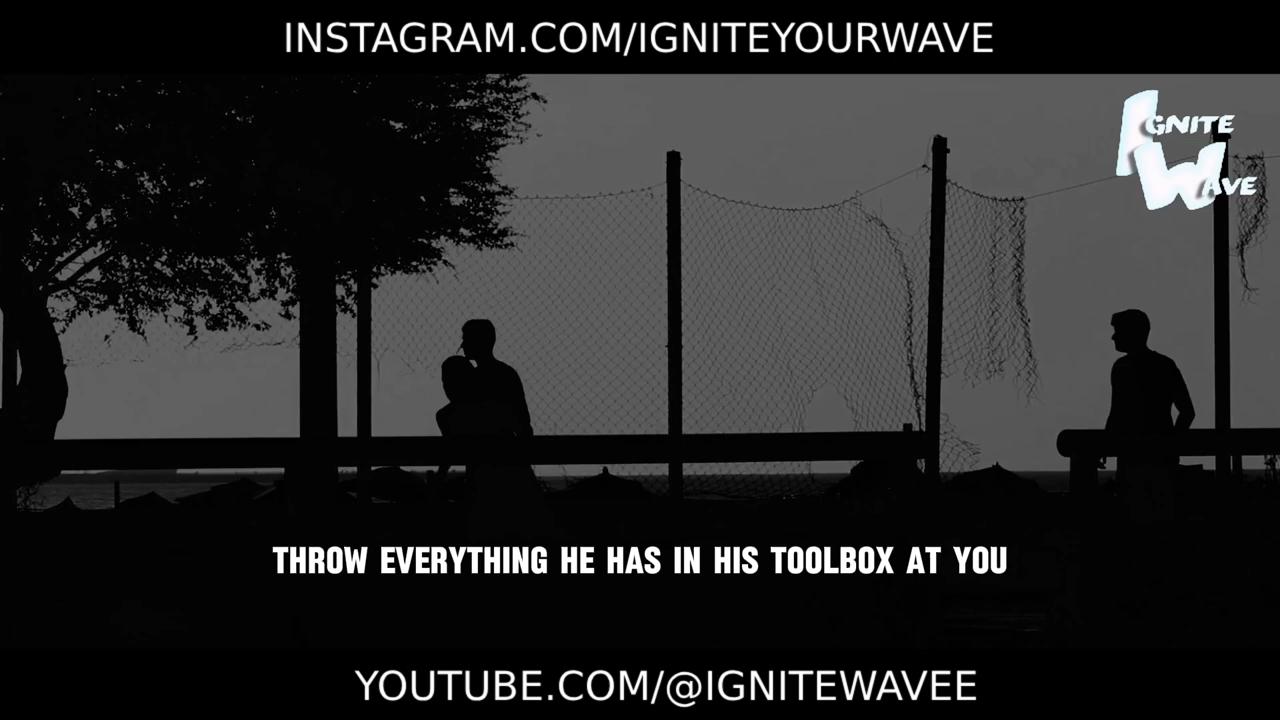 INSTAGRAM.COM/IGNITEYOURWAVE
IGNITE
WAVE
THROW EVERYTHING HE HAS IN HIS TOOLBOX AT YOU
YOUTUBE.COM/@IGNITEWAVEE